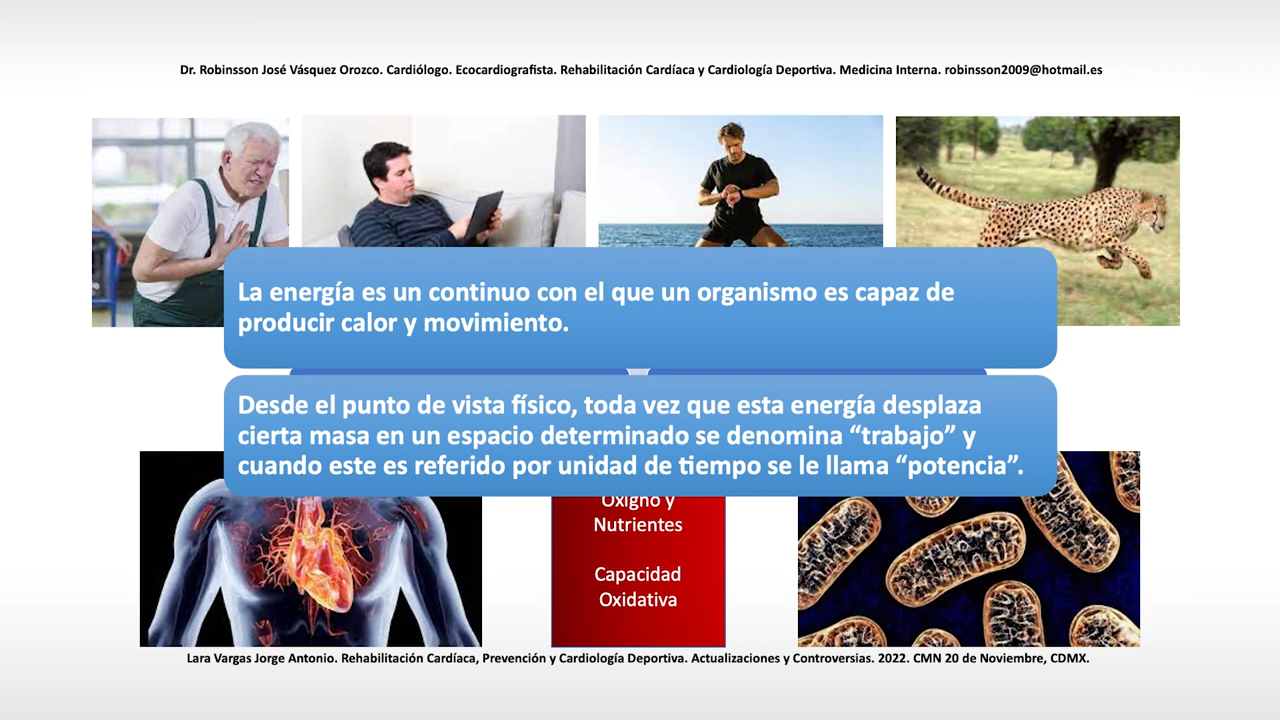 Dr. Robinsson José Vásquez Orozco. Cardiólogo. Ecocardiografista. Rehabilitación Cardíaca y Cardiología Deportiva. Medicina Interna. robinsson2009@hotmail.es
La energía es un continuo con el que un organismo es capaz de
producir calor y movimiento.
Desde el punto de vista físico, toda vez que esta energía desplaza
cierta masa en un espacio determinado se denomina “trabajo” y
cuando este es referido por unidad de tiempo se le llama “potencia”.
Oxigno y
Nutrientes
Capacidad
Oxidativa
Lara Vargas Jorge Antonio. Rehabilitación Cardíaca, Prevención y Cardiología Deportiva. Actualizaciones y Controversias. 2022. CMN 20 de Noviembre, CDMX.